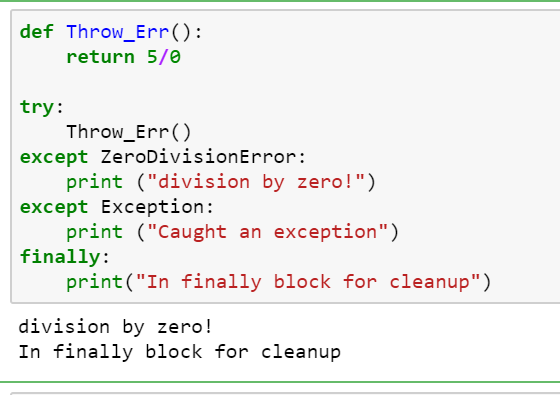 def Throw_Err():
    return 5/0

try:
    Throw_Err()
except ZeroDivisionError:
    print ("division by zero!")
except Exception:
    print ("Caught an exception")
finally:
    print("In finally block for cleanup")
division by zero!
In finally block for cleanup